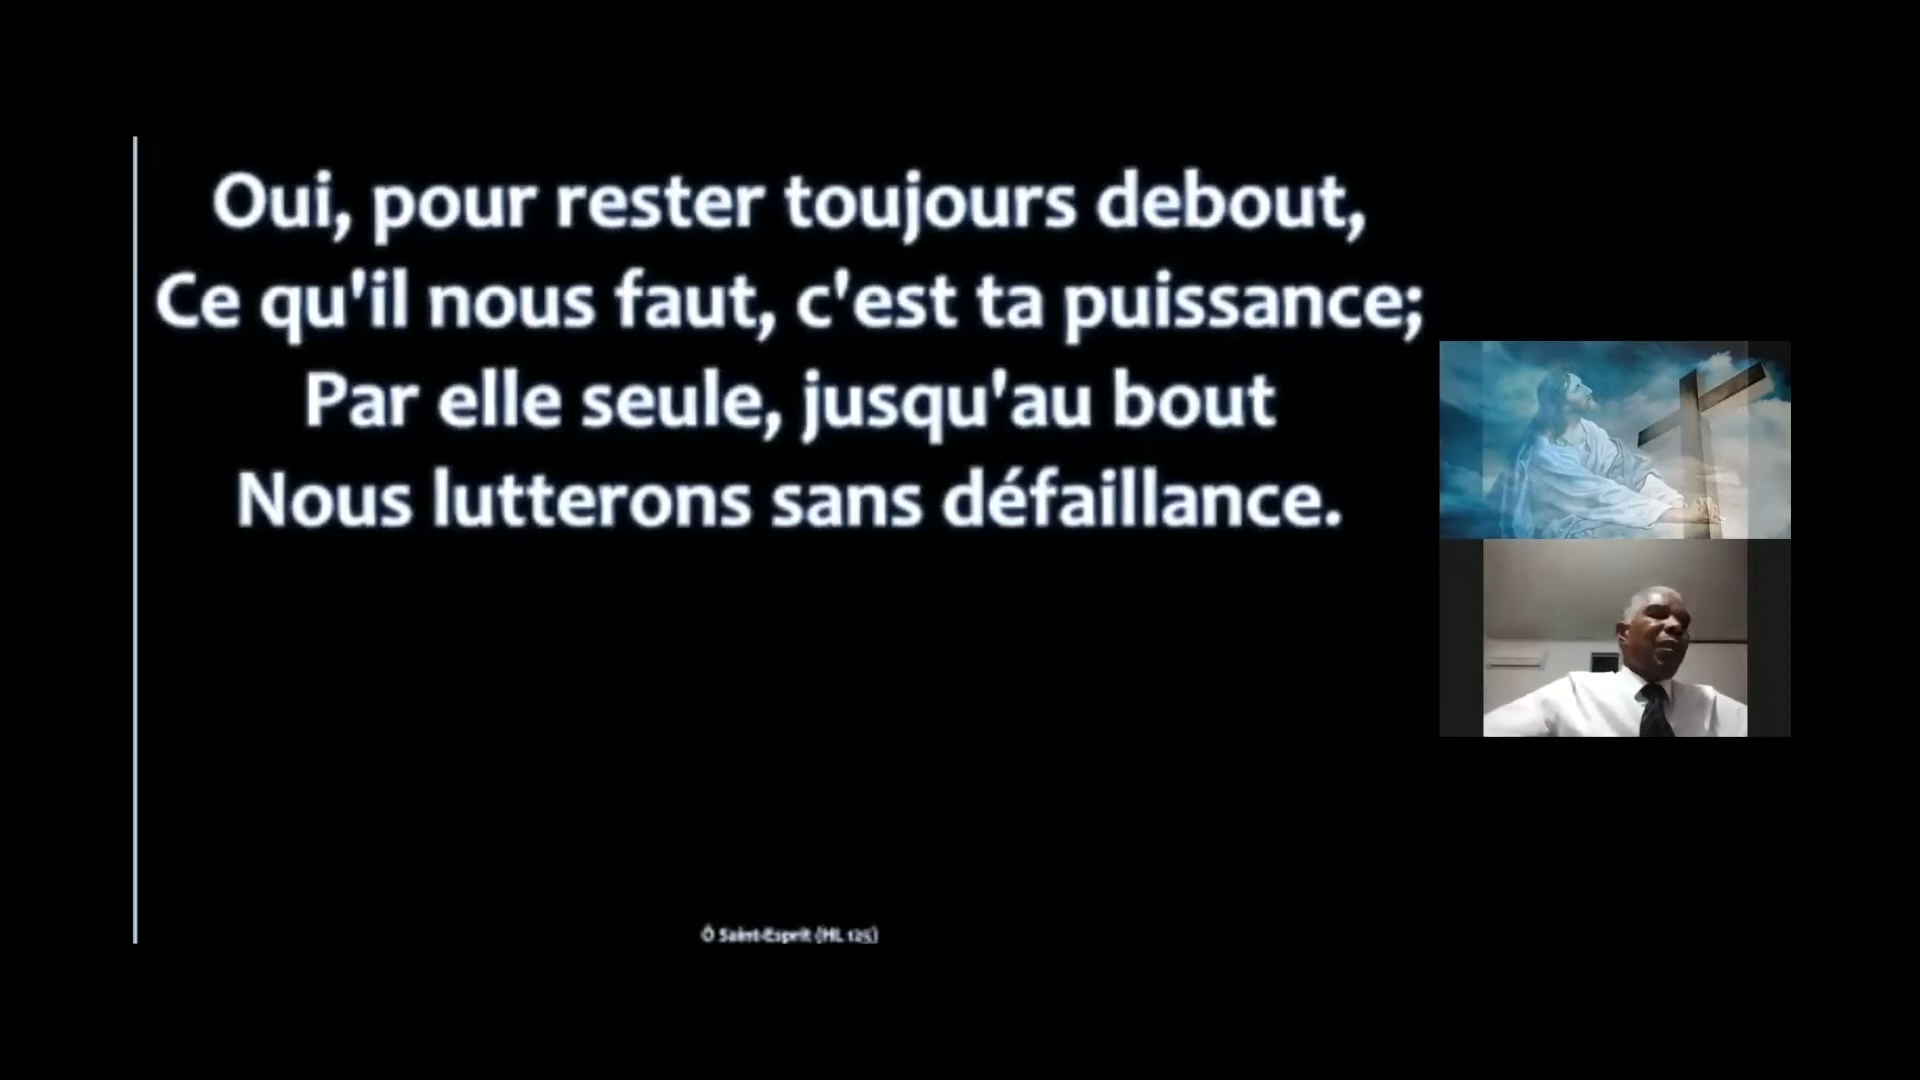 Oui, pour rester toujours debout,
Ce qu'il nous faut, c'est ta puissance;
Par elle seule, jusqu'au bout
Nous lutterons sans défaillance.
Ô Saint-Esprit (HL 125)